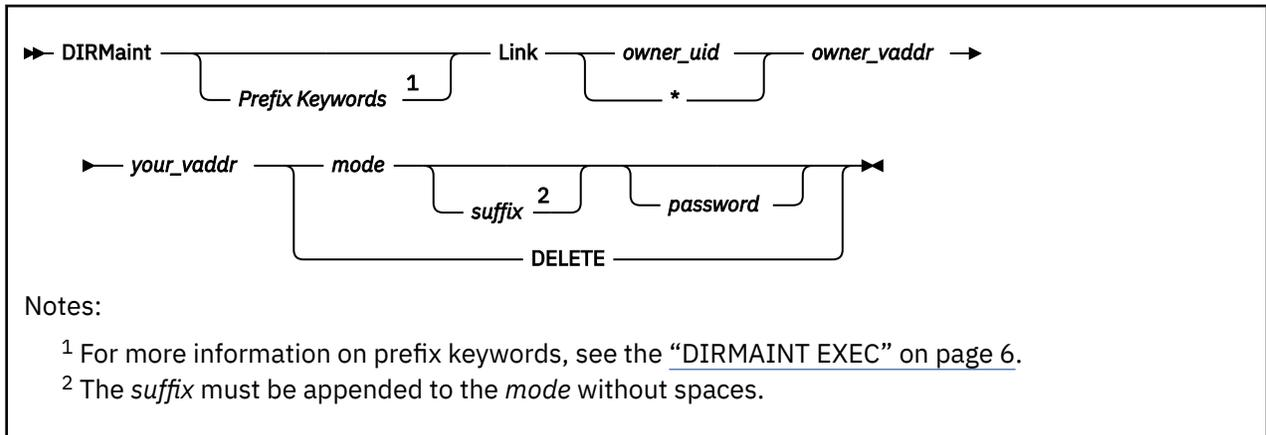 DIRMaint Link owner_uid owner_vaddr
Prefix Keywords 1 *
your_vaddr mode
suffix 2 password
DELETE
Notes:
1 For more information on prefix keywords, see the “DIRMAINT EXEC” on page 6.
2 The suffix must be appended to the mode without spaces.